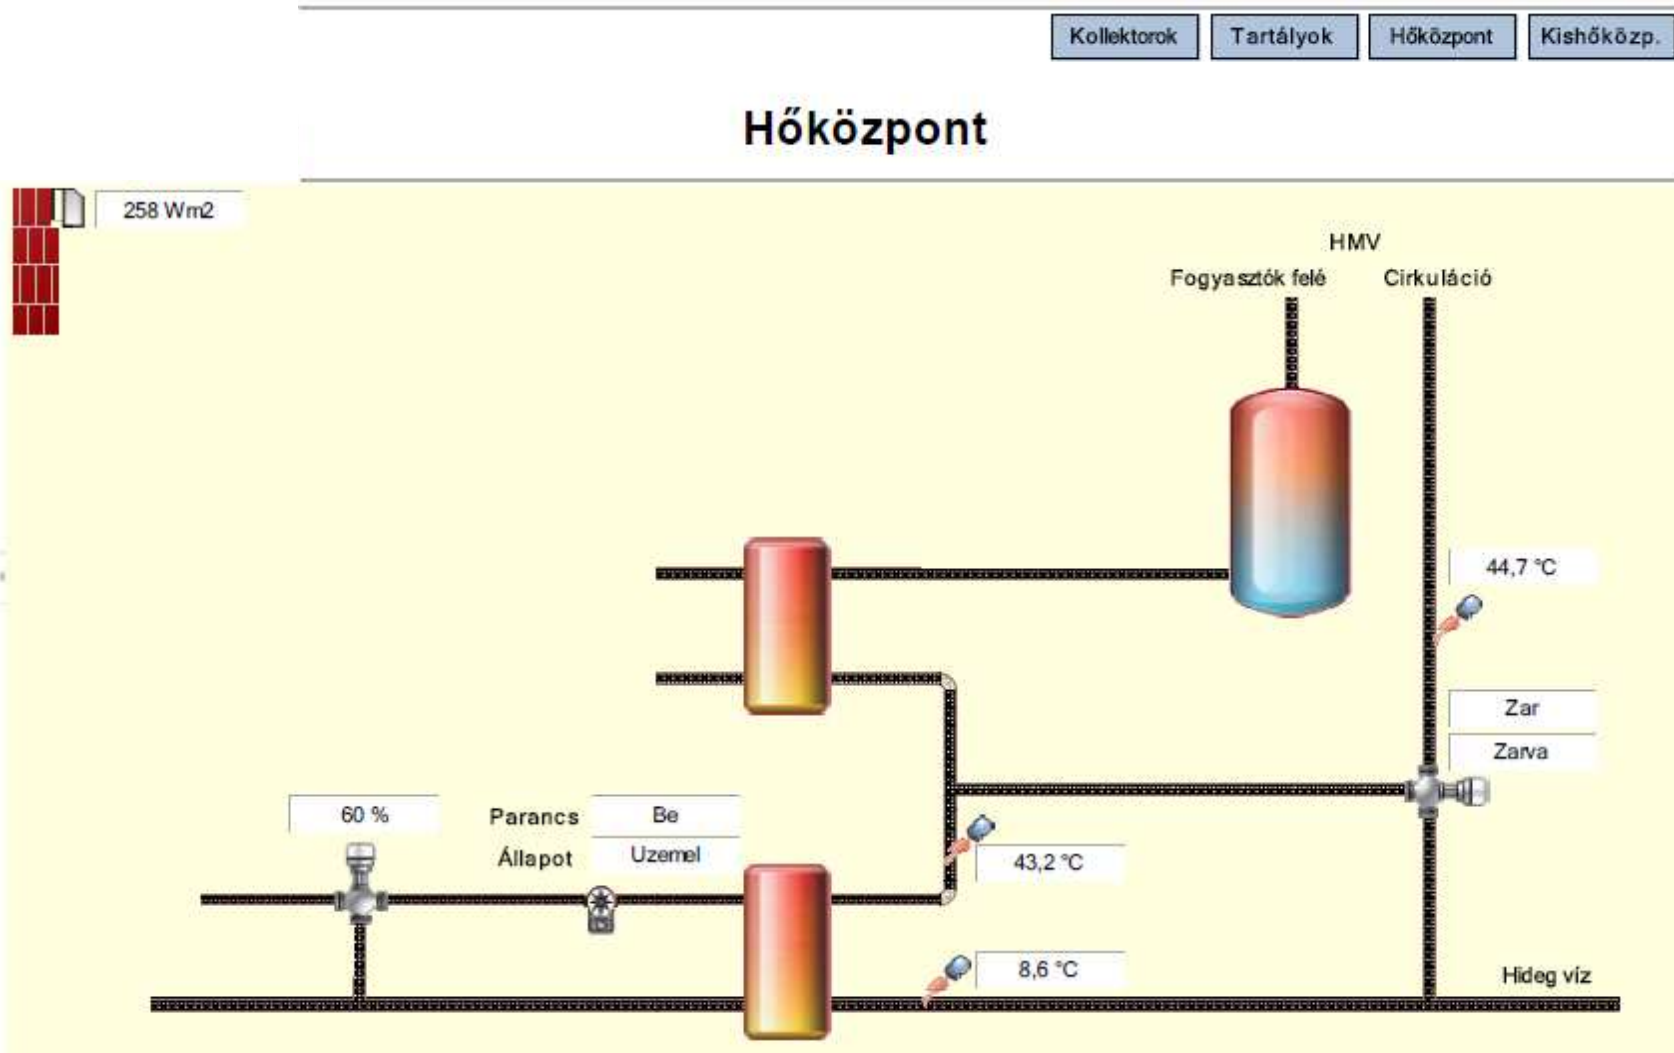 Kollektorok Tartályok Hőközpont Kishőközp.
Hőközpont
258 Wm2
HMV
Fogyasztók felé Cirkuláció
44,7 °C
Zar
Zarva
60 % Parancs Be
Állapot Uzemel
43,2 °C
8,6 °C
Hideg víz